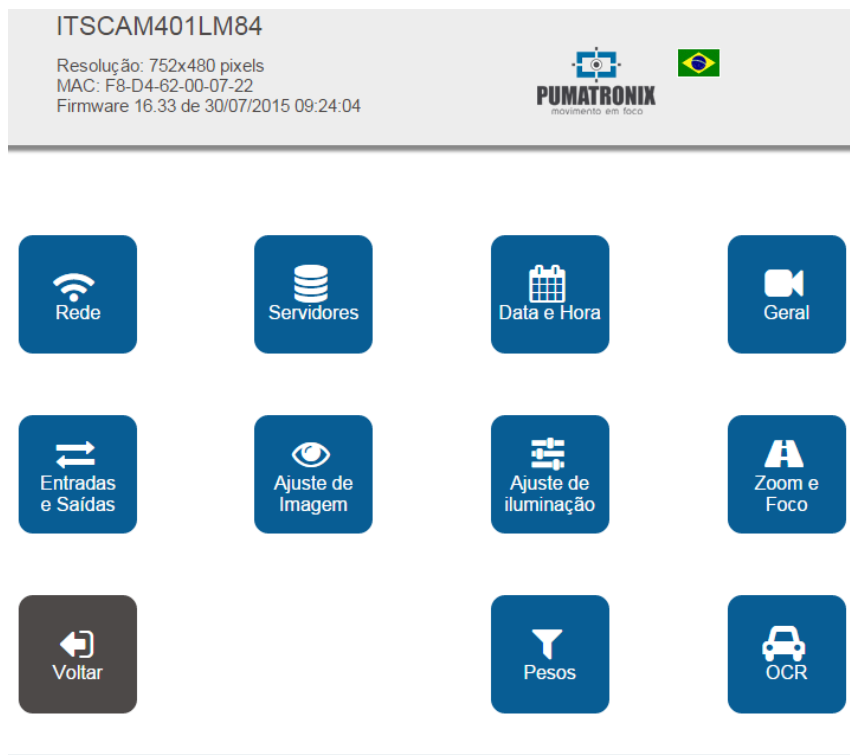 ITSCAM401LM84
Resolução: 752x480 pixels
MAC: F8-D4-62-00-07-22
Firmware 16.33 de 30/07/2015 09:24:04
PUMATRONIX
movimento em foco
Rede
Servidores
Data e Hora
Geral
Entradas
e Saídas
Ajuste de
Imagem
Ajuste de
iluminação
Zoom e
Foco
Voltar
Pesos
OCR